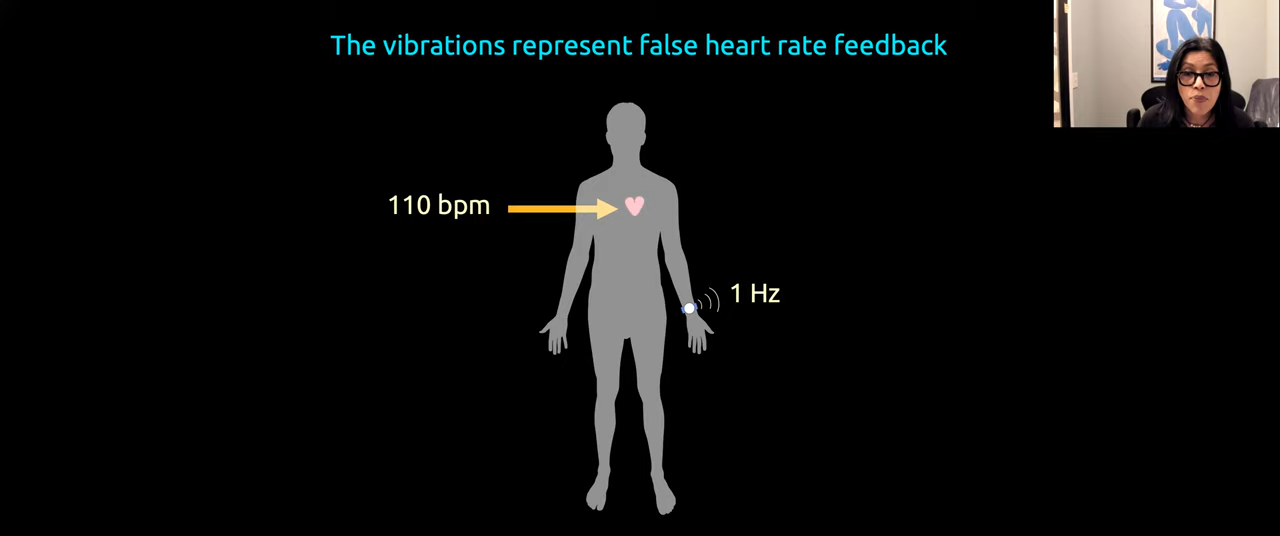 The vibrations represent false heart rate feedback
110 bpm
1 Hz